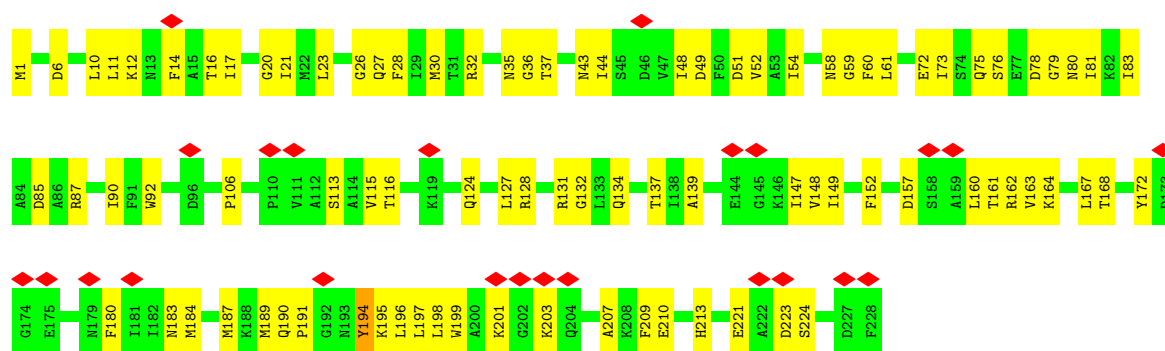 M1 D6 L10 L11 K12 N13 F14 A15 T16 I17 G20 I21 M22 L23 G26 Q27 F28 I29 M30 T31 R32 N35 G36 T37 N43 I44 S45 D46 V47 I48 D49 F50 D51 V52 A53 I54 N58 G59 F60 L61 E72 I73 S74 Q75 S76 E77 D78 G79 N80 I81 K82 I83
A84 D85 A86 R87 I90 F91 W92 D96 P106 P110 V111 A112 S113 A114 V115 T116 K119 Q124 L127 R128 R131 G132 L133 Q134 T137 I138 A139 E144 G145 K146 I147 V148 I149 F152 D157 S158 A159 L160 T161 R162 V163 K164 L167 T168 Y172 D173
G174 E175 N179 F180 I181 I182 N183 M184 M187 K188 M189 Q190 P191 G192 N193 Y194 K195 L196 L197 L198 W199 A200 K201 G202 K203 Q204 A207 K208 F209 E210 H213 E221 A222 D223 S224 D227 F228